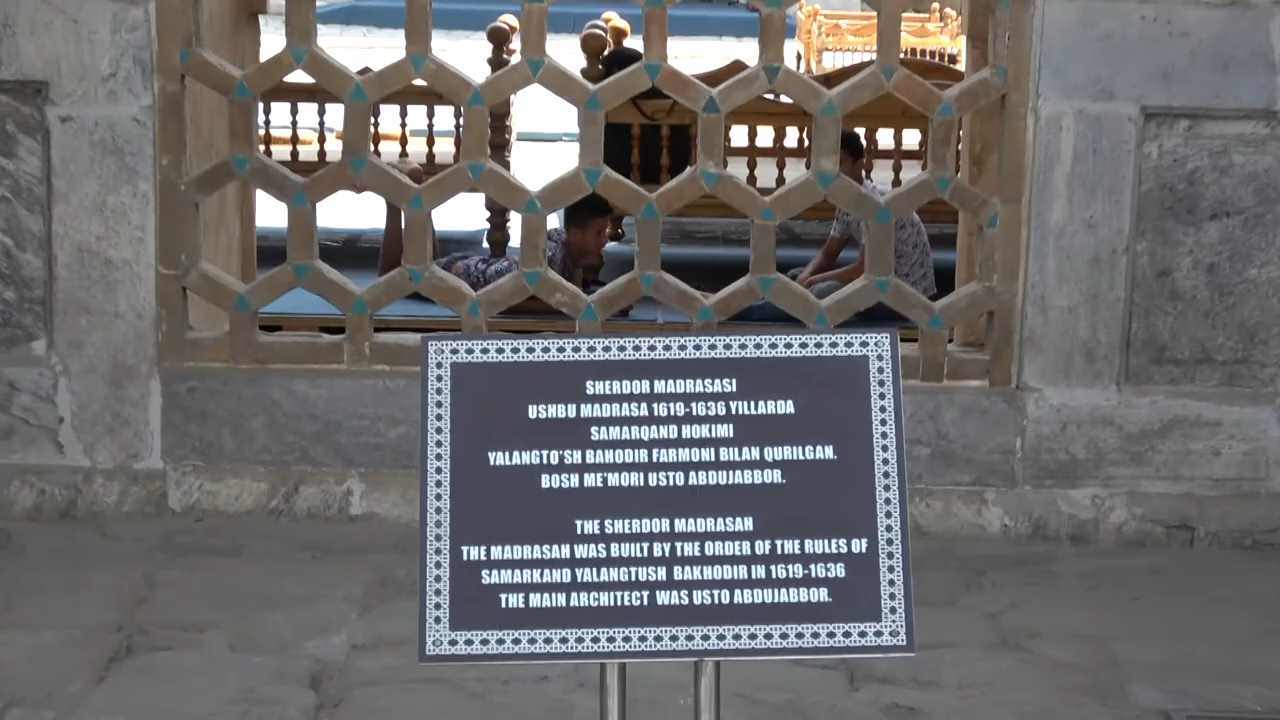 SHERDOR MADRASASI
USHBU MADRASA 1619-1636 YILLARDA
SAMARQAND HOKIMI
YALANGTO'SH BAHODIR FARMONI BILAN QURILGAN.
BOSH ME'MORI USTO ABDUJABBOR.
THE SHERDOR MADRASAH
THE MADRASAH WAS BUILT BY THE ORDER OF THE RULES OF
SAMARKAND YALANGTUSH BAKHODIR IN 1619-1636
THE MAIN ARCHITECT WAS USTO ABDUJABBOR.